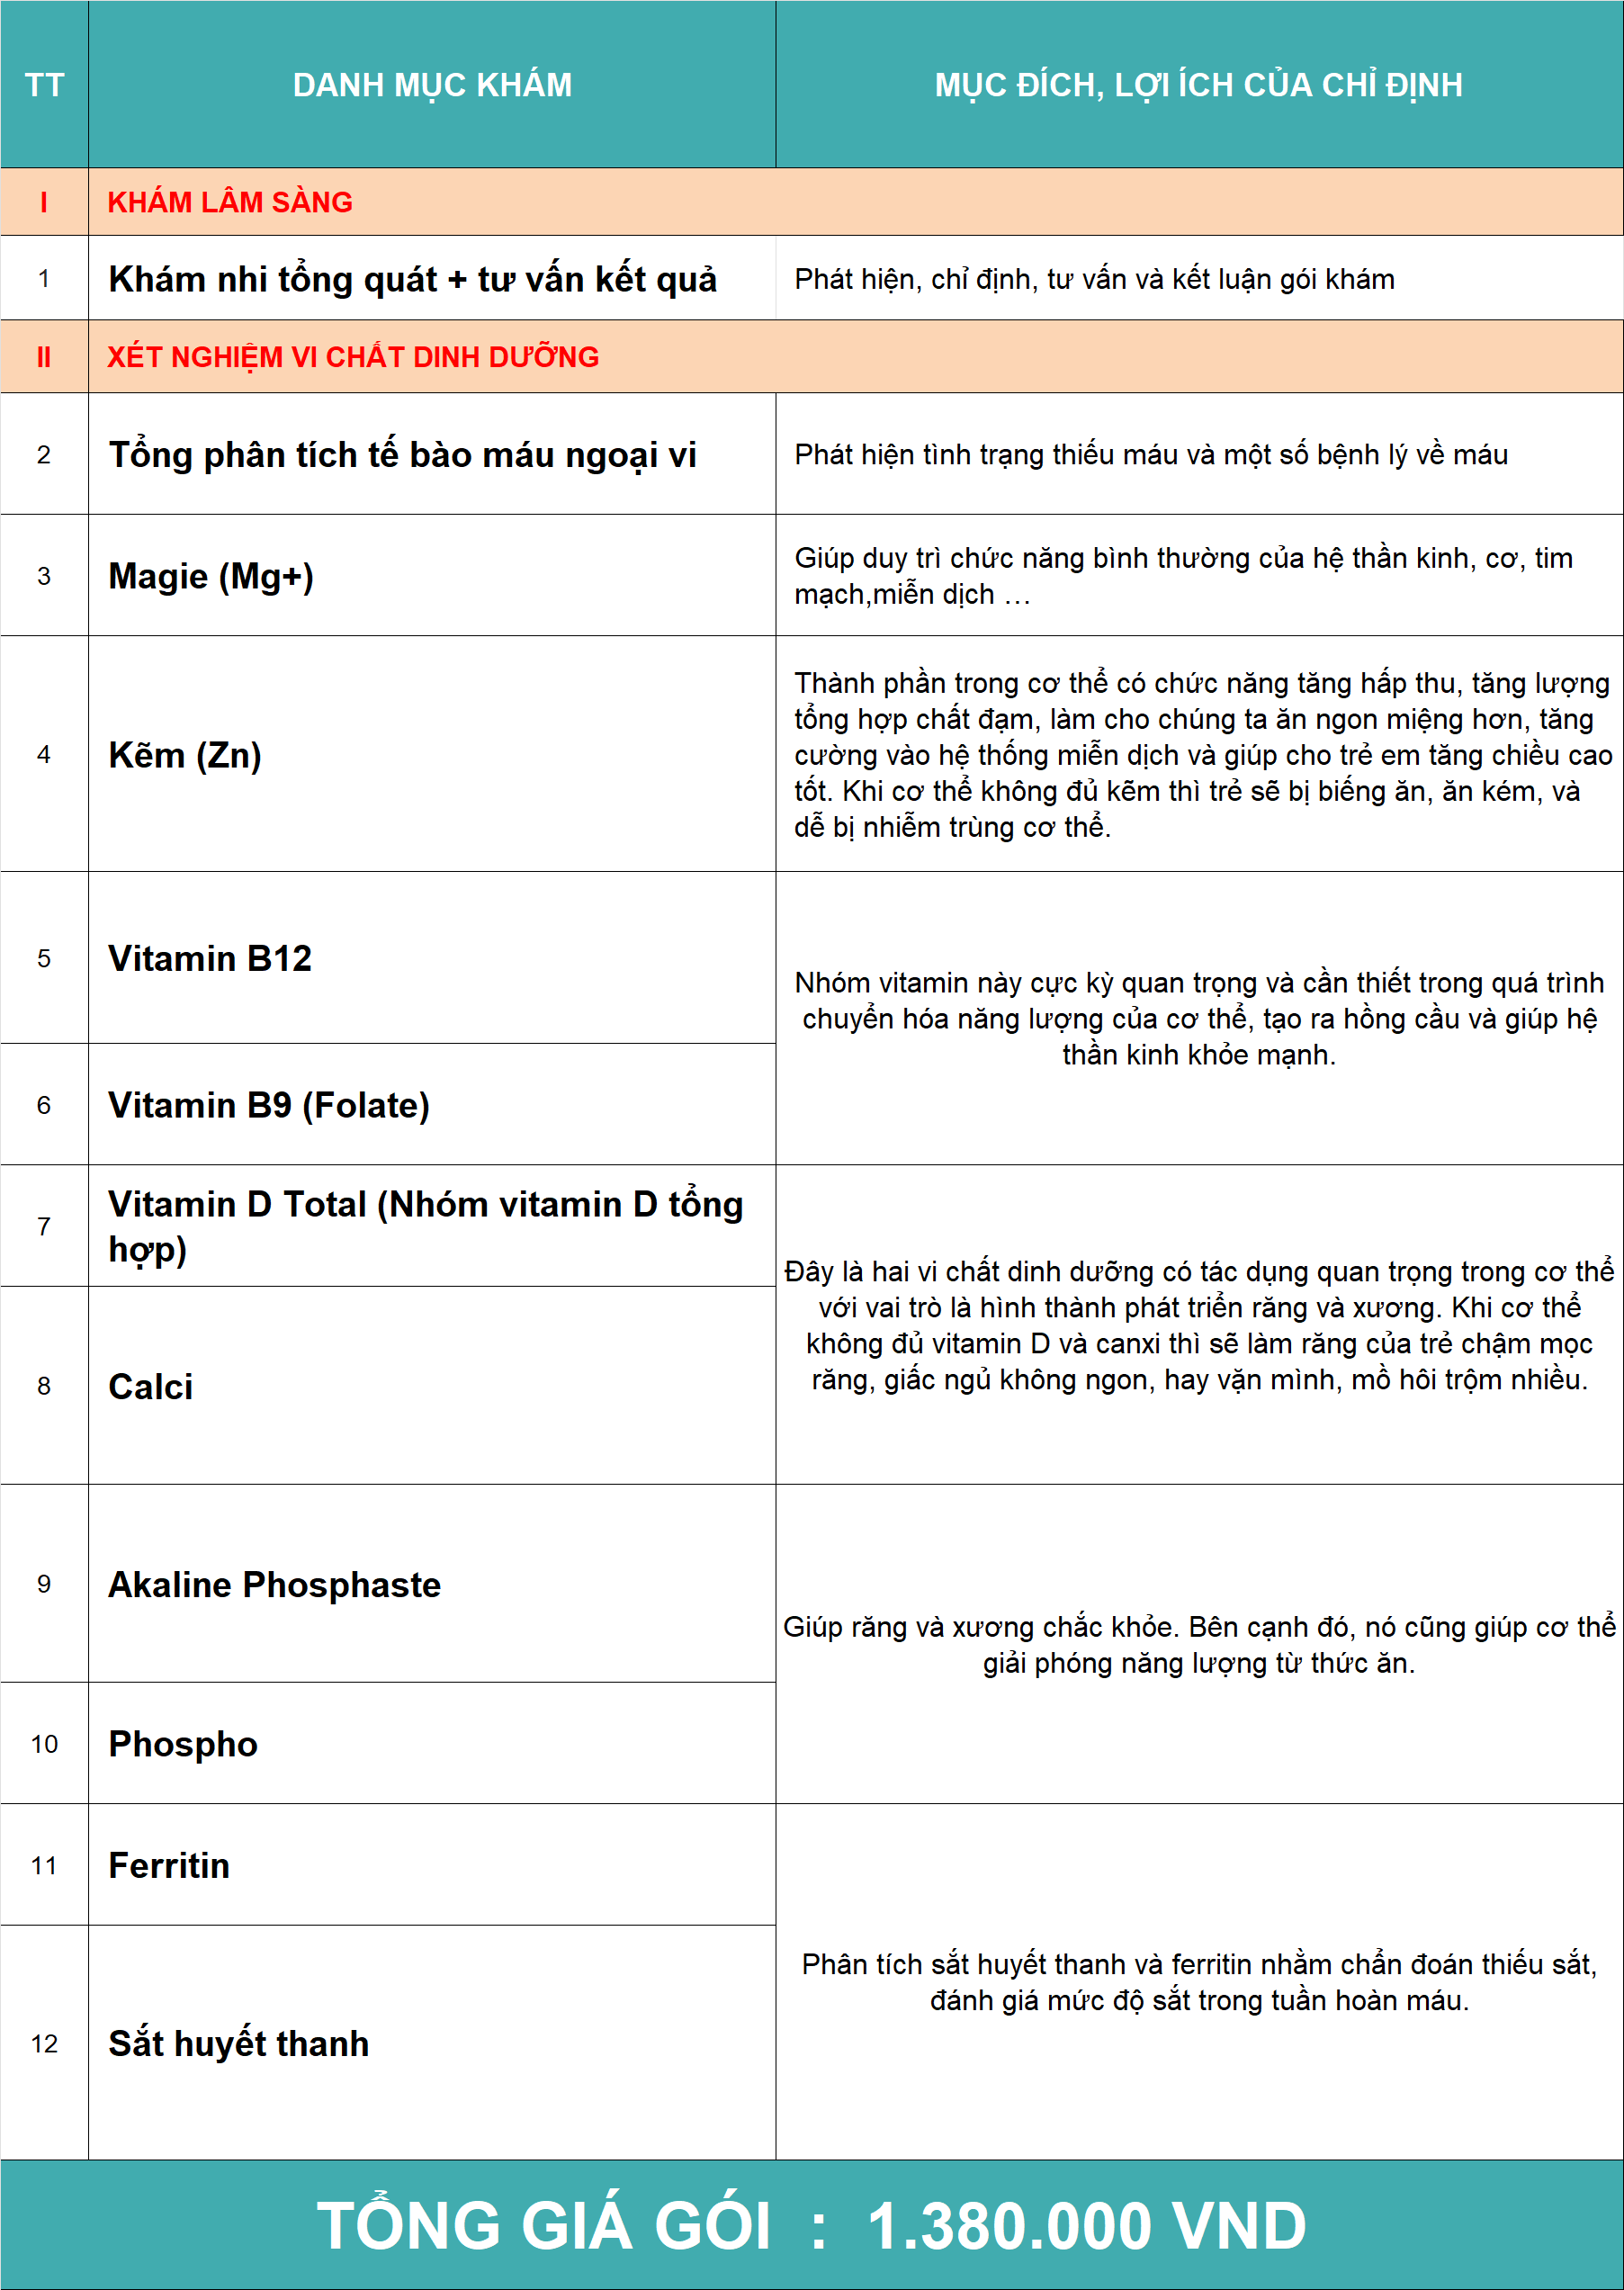 TT DANH MỤC KHÁM MỤC ĐÍCH, LỢI ÍCH CỦA CHỈ ĐỊNH
I KHÁM LÂM SÀNG
1 Khám nhi tổng quát + tư vấn kết quả Phát hiện, chỉ định, tư vấn và kết luận gói khám
II XÉT NGHIỆM VI CHẤT DINH DƯỠNG
2 Tổng phân tích tế bào máu ngoại vi Phát hiện tình trạng thiếu máu và một số bệnh lý về máu
3 Magie (Mg+)
Giúp duy trì chức năng bình thường của hệ thần kinh, cơ, tim
mạch,miễn dịch …
4 Kẽm (Zn)
Thành phần trong cơ thể có chức năng tăng hấp thu, tăng lượng
tổng hợp chất đạm, làm cho chúng ta ăn ngon miệng hơn, tăng
cường vào hệ thống miễn dịch và giúp cho trẻ em tăng chiều cao
tốt. Khi cơ thể không đủ kẽm thì trẻ sẽ bị biếng ăn, ăn kém, và
dễ bị nhiễm trùng cơ thể.
5 Vitamin B12
6 Vitamin B9 (Folate)
Nhóm vitamin này cực kỳ quan trọng và cần thiết trong quá trình
chuyển hóa năng lượng của cơ thể, tạo ra hồng cầu và giúp hệ
thần kinh khỏe mạnh.
7 Vitamin D Total (Nhóm vitamin D tổng
hợp)
8 Calci
Đây là hai vi chất dinh dưỡng có tác dụng quan trọng trong cơ thể
với vai trò là hình thành phát triển răng và xương. Khi cơ thể
không đủ vitamin D và canxi thì sẽ làm răng của trẻ chậm mọc
răng, giấc ngủ không ngon, hay vặn mình, mồ hôi trộm nhiều.
9 Akaline Phosphaste
10 Phospho
Giúp răng và xương chắc khỏe. Bên cạnh đó, nó cũng giúp cơ thể
giải phóng năng lượng từ thức ăn.
11 Ferritin
12 Sắt huyết thanh
Phân tích sắt huyết thanh và ferritin nhằm chẩn đoán thiếu sắt,
đánh giá mức độ sắt trong tuần hoàn máu.
TỔNG GIÁ GÓI : 1.380.000 VND